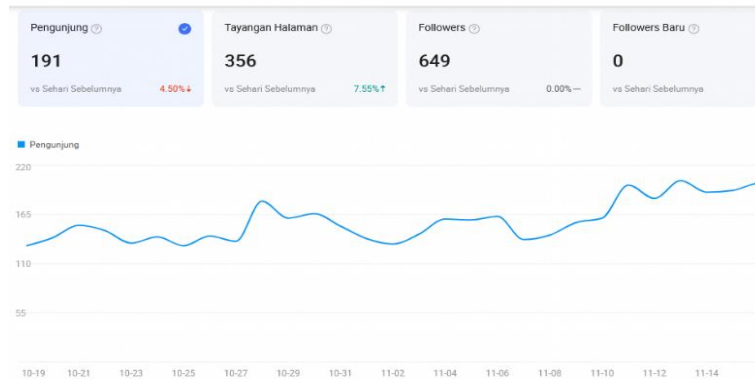 Pengunjung
191
vs Sehari Sebelumnya 4.50%↓
Tayangan Halaman
356
vs Sehari Sebelumnya 7.55%↑
Followers
649
vs Sehari Sebelumnya 0.00% —
Followers Baru
0
vs Sehari Sebelumnya
Pengunjung
220
165
110
55
10-19 10-21 10-23 10-25 10-27 10-29 10-31 11-02 11-04 11-06 11-08 11-10 11-12 11-14